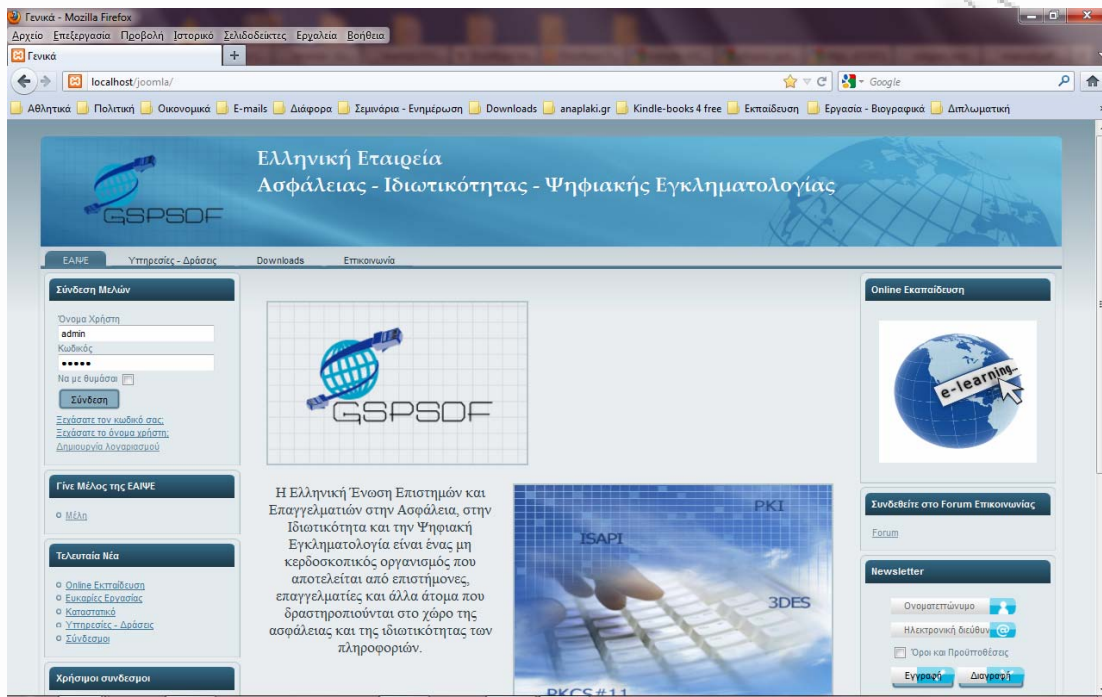 Γενικά - Mozilla Firefox
Αρχείο Επεξεργασία Προβολή Ιστορικό Σελιδοδείκτες Εργαλεία Βοήθεια
Γενικά
localhost/joomla/
Google
Αθλητικά Πολιτική Οικονομικά E-mails Διάφορα Σεμινάρια - Ενημέρωση Downloads anaplaki.gr Kindle-books 4 free Εκπαίδευση Εργασία - Βιογραφικά Διπλωματική
GSPSDF
Ελληνική Εταιρεία
Ασφάλειας - Ιδιωτικότητας - Ψηφιακής Εγκληματολογίας
ΕΑΙΨΕ Υπηρεσίες - Δράσεις Downloads Επικοινωνία
Σύνδεση Μελών
Όνομα Χρήστη
admin
Κωδικός
•••••
Να με θυμάσαι
Σύνδεση
Ξεχάσατε τον κωδικό σας;
Ξεχάσατε το όνομα χρήστη;
Δημιουργία λογαριασμού
Γίνε Μέλος της ΕΑΙΨΕ
Μέλη
Τελευταία Νέα
Online Εκπαίδευση
Ευκαρίες Εργασίας
Καταστατικό
Υπηρεσίες - Δράσεις
Σύνδεσμοι
Χρήσιμοι συνδεσμοι
GSPSDF
Η Ελληνική Ένωση Επιστημών και
Επαγγελματιών στην Ασφάλεια, στην
Ιδιωτικότητα και την Ψηφιακή
Εγκληματολογία είναι ένας μη
κερδοσκοπικός οργανισμός που
αποτελείται από επιστήμονες,
επαγγελματίες και άλλα άτομα που
δραστηροπιούνται στο χώρο της
ασφάλειας και της ιδιωτικότητας των
πληροφοριών.
PKI
ISAPI
3DES
PKCS#11
Online Εκαπαίδευση
e-learning
Συνδεθείτε στο Forum Επικοινωνίας
Forum
Newsletter
Ονοματεπώνυμο
Ηλεκτρονική διεύθυν
Όροι και Προϋποθέσεις
Εγγραφή Διαγραφή